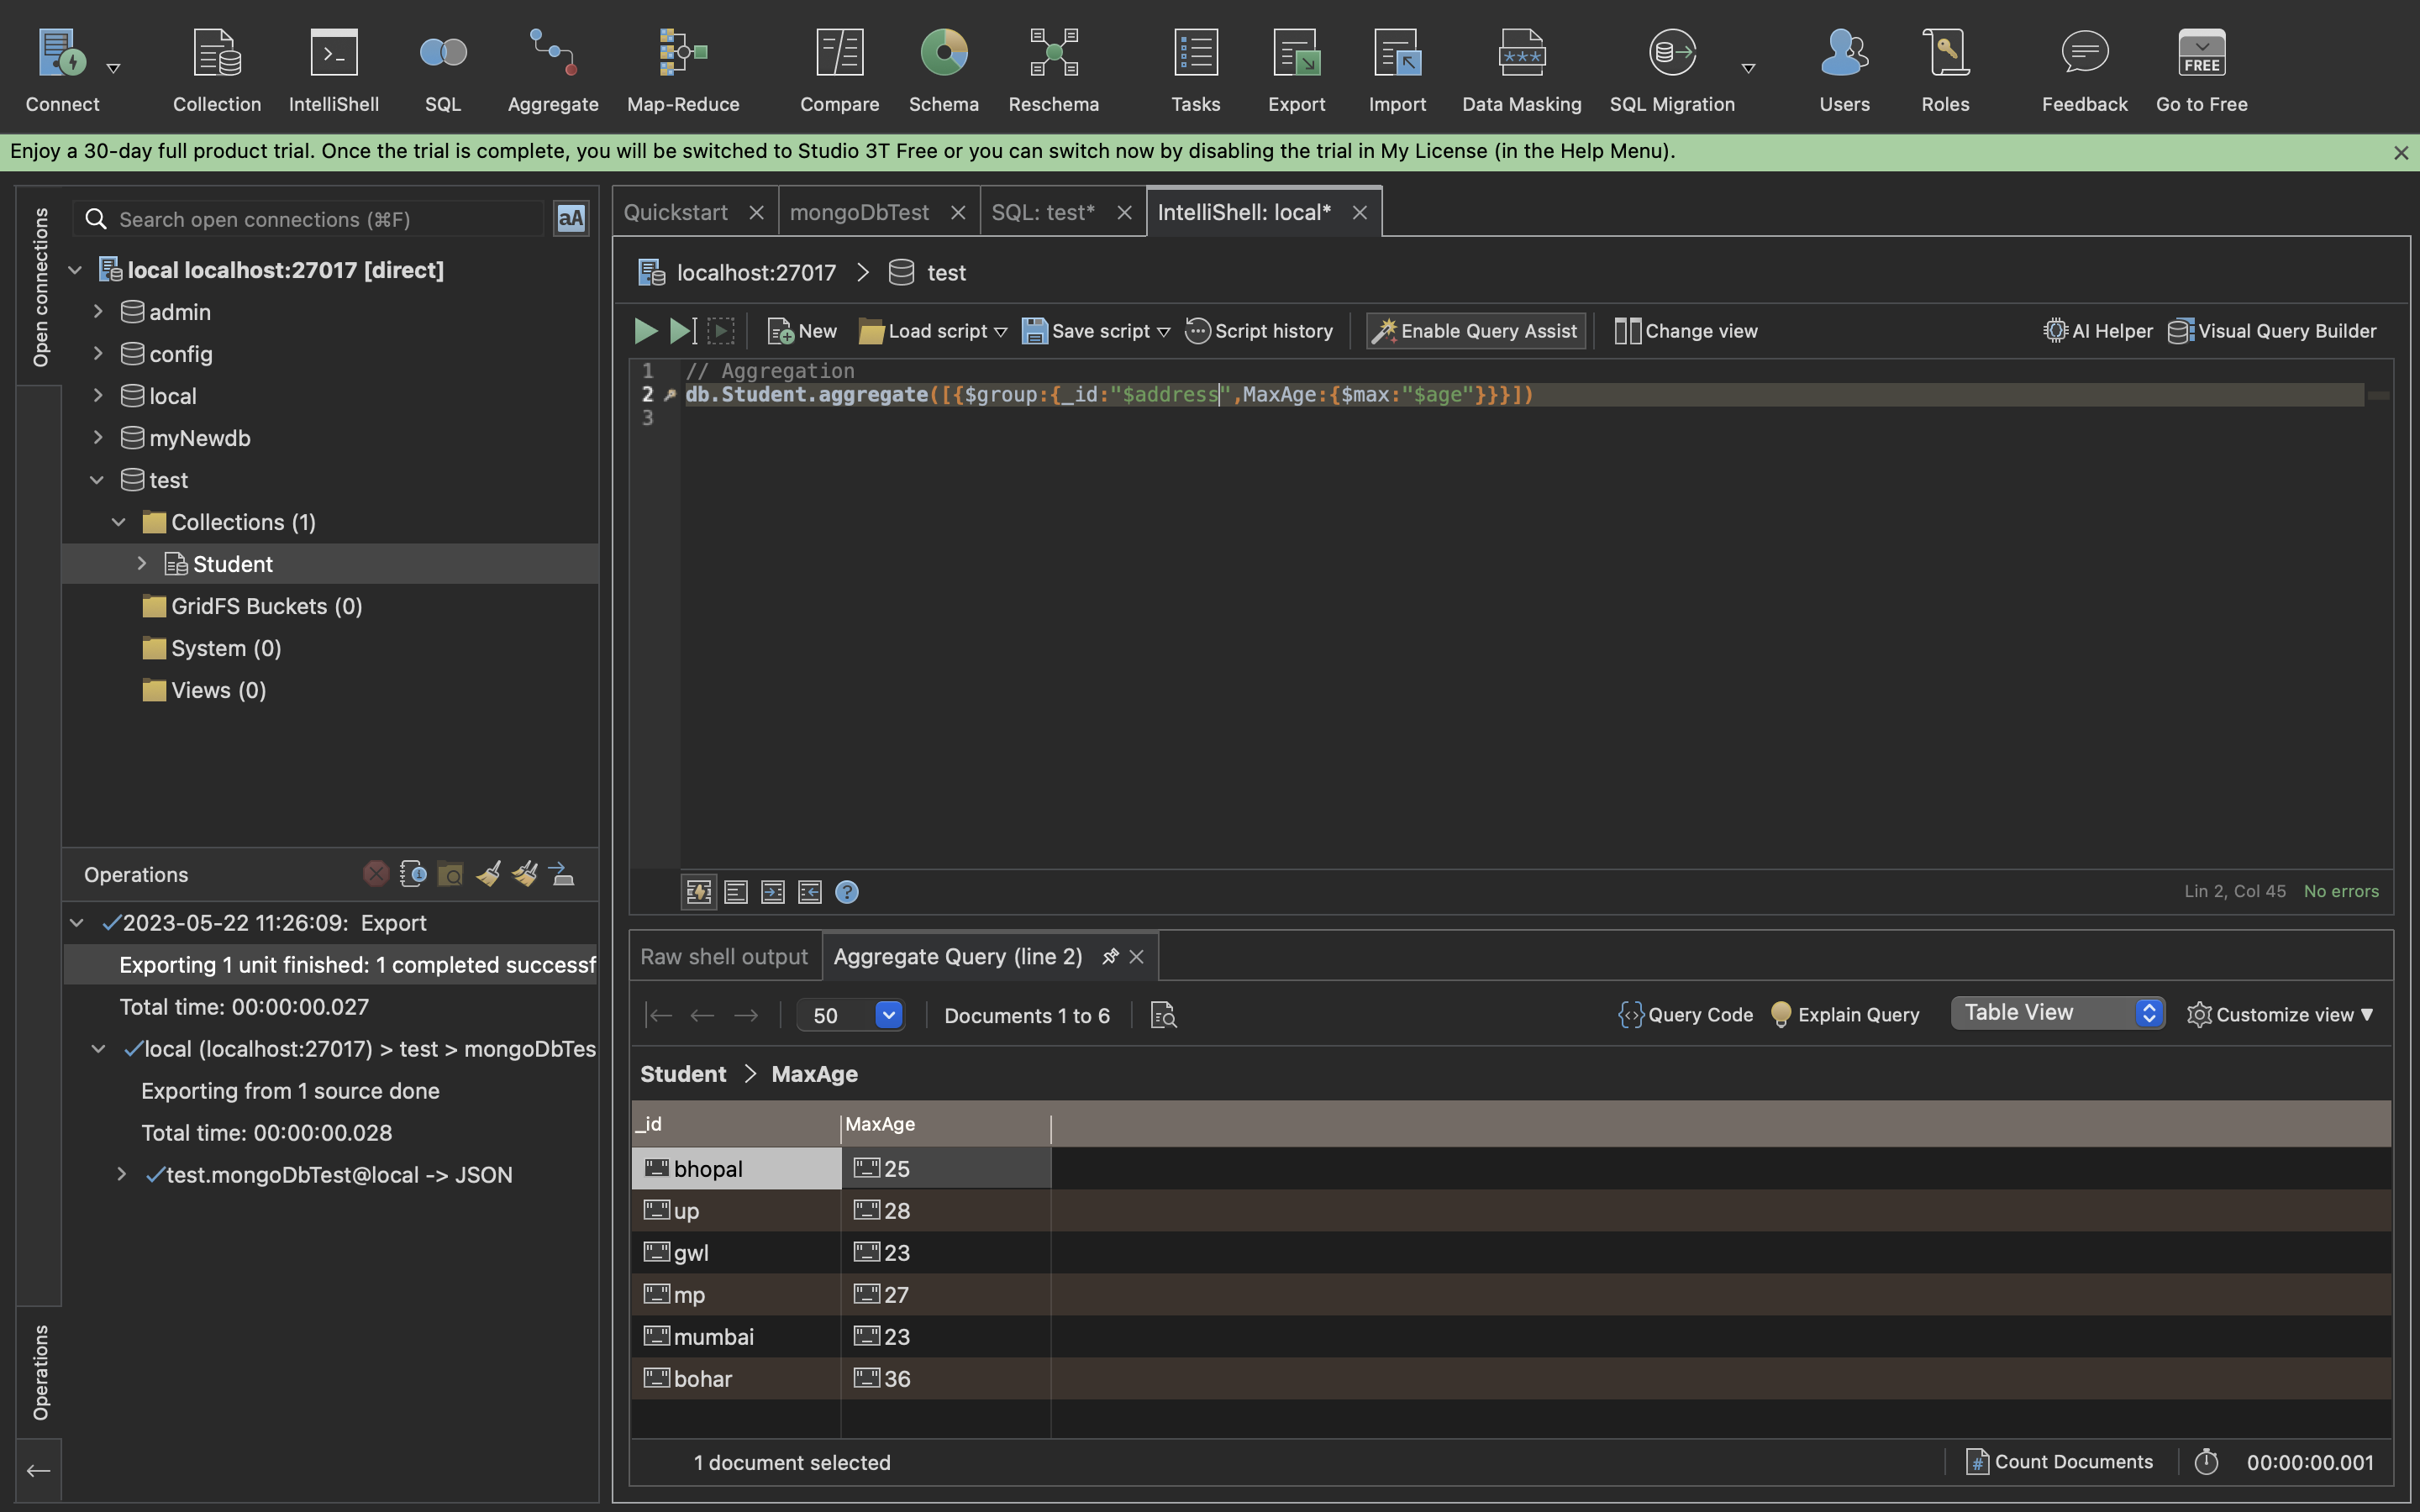 Connect
Collection
IntelliShell
SQL
Aggregate
Map-Reduce
Compare
Schema
Reschema
Tasks
Export
Import
Data Masking
SQL Migration
Users
Roles
Feedback
FREE
Go to Free
Enjoy a 30-day full product trial. Once the trial is complete, you will be switched to Studio 3T Free or you can switch now by disabling the trial in My License (in the Help Menu).
Open connections
Search open connections (⌘F)
aA
local localhost:27017 [direct]
admin
config
local
myNewdb
test
Collections (1)
Student
GridFS Buckets (0)
System (0)
Views (0)
Operations
2023-05-22 11:26:09: Export
Exporting 1 unit finished: 1 completed successf
Total time: 00:00:00.027
local (localhost:27017) > test > mongoDbTes
Exporting from 1 source done
Total time: 00:00:00.028
test.mongoDbTest@local -> JSON
Operations
Quickstart
mongoDbTest
SQL: test*
IntelliShell: local*
localhost:27017 > test
New
Load script
Save script
Script history
Enable Query Assist
Change view
AI Helper
Visual Query Builder
1 // Aggregation
2 db.Student.aggregate([{$group:{_id:"$address",MaxAge:{$max:"$age"}}}])
3
Lin 2, Col 45 No errors
Raw shell output
Aggregate Query (line 2)
50
Documents 1 to 6
Query Code
Explain Query
Table View
Customize view
Student > MaxAge
_id MaxAge
bhopal 25
up 28
gwl 23
mp 27
mumbai 23
bohar 36
1 document selected
Count Documents
00:00:00.001